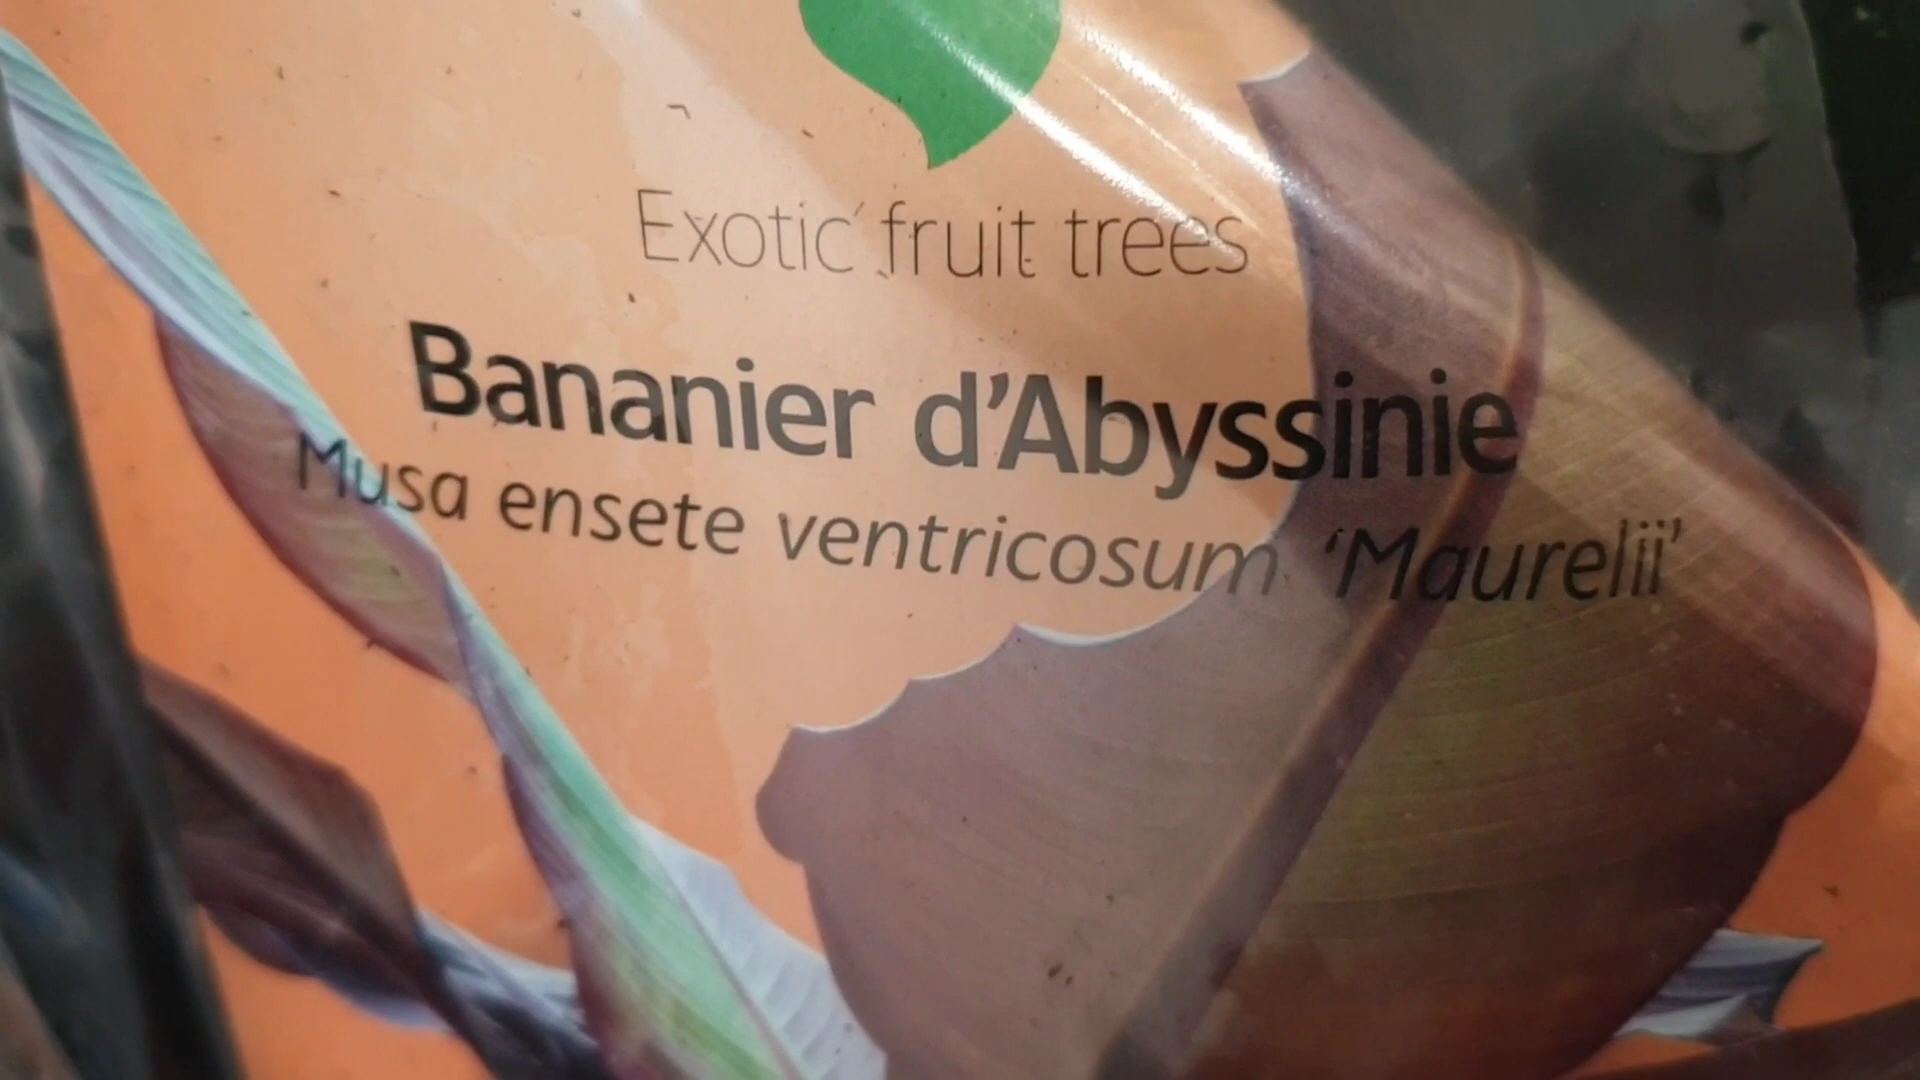 Exotic fruit trees
Bananier d'Abyssinie
Musa ensete ventricosum 'Maurelii'